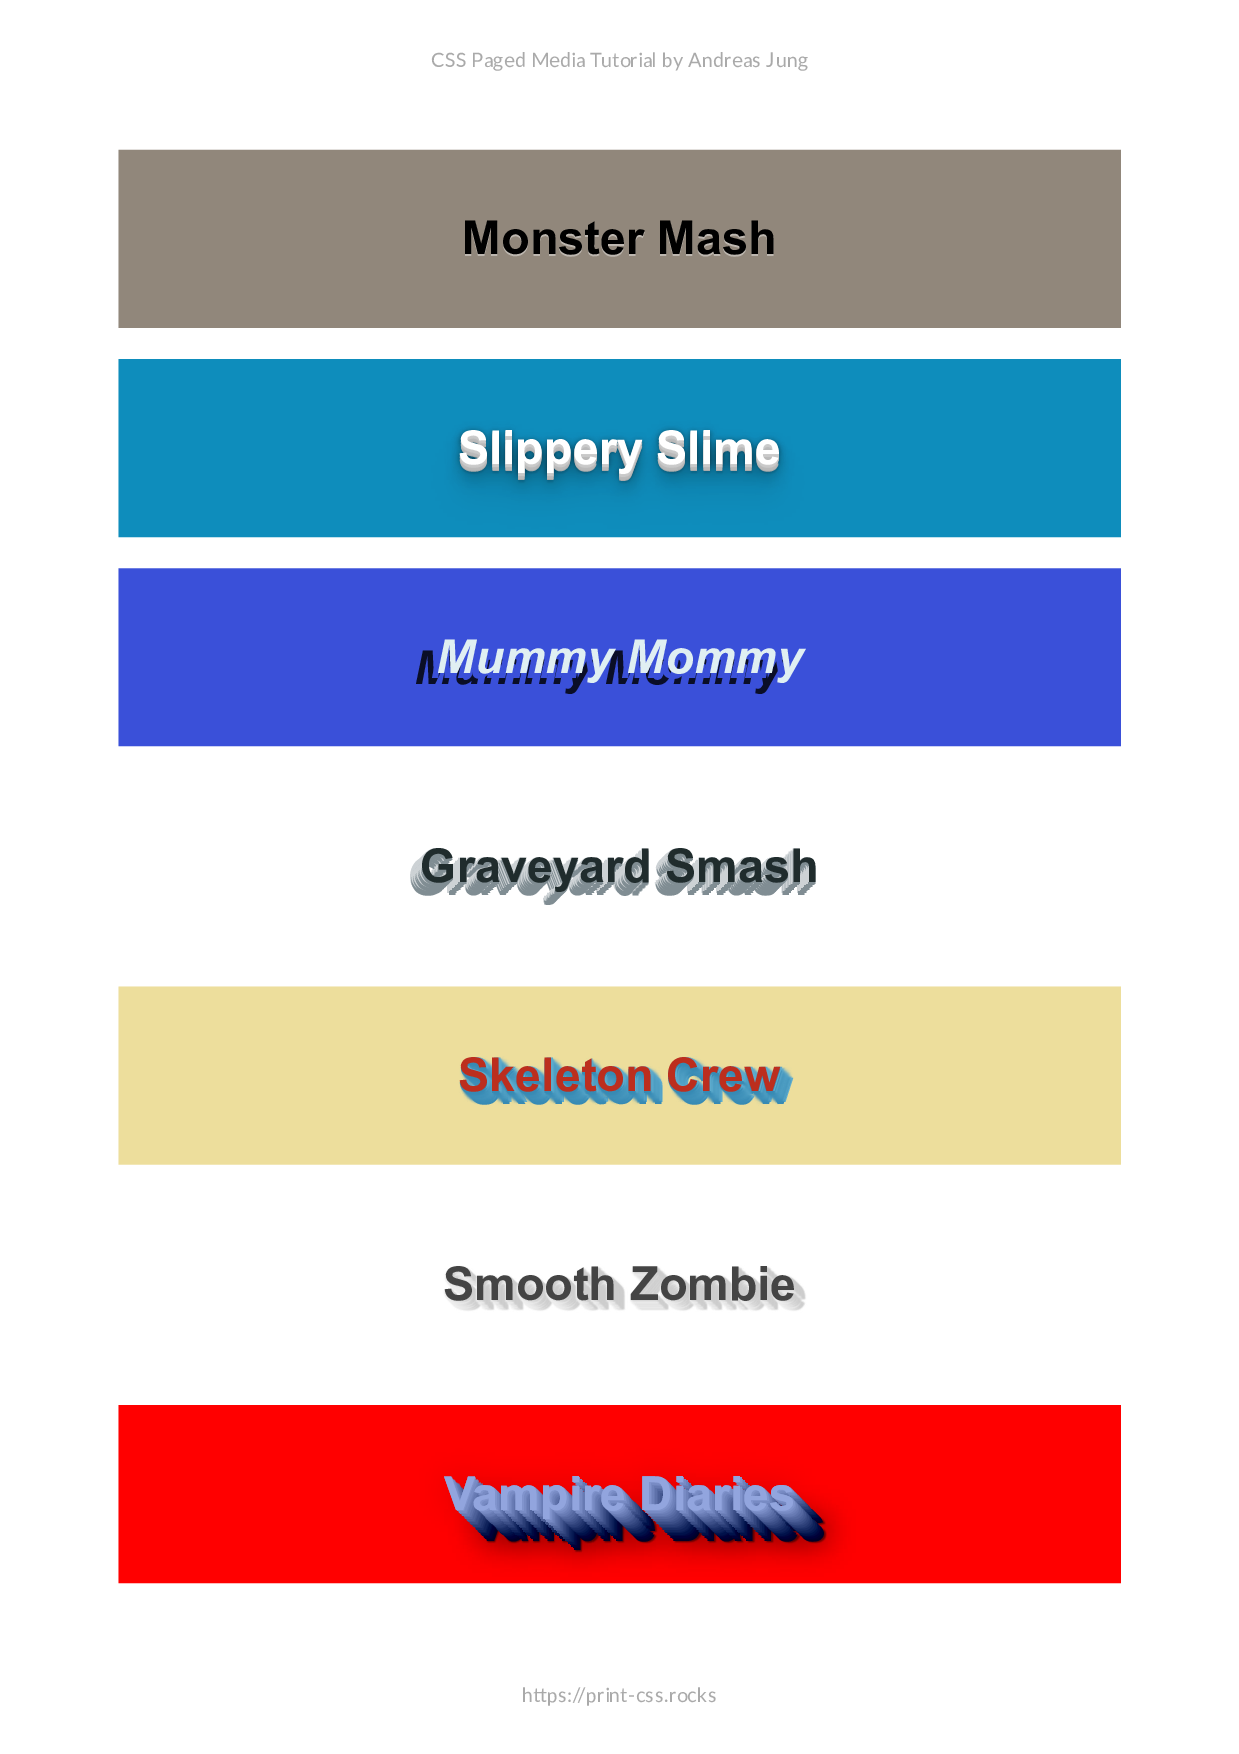 CSS Paged Media Tutorial by Andreas Jung
Monster Mash
Slippery Slime
Mummy Mommy
Graveyard Smash
Skeleton Crew
Smooth Zombie
Vampire Diaries
https://print-css.rocks